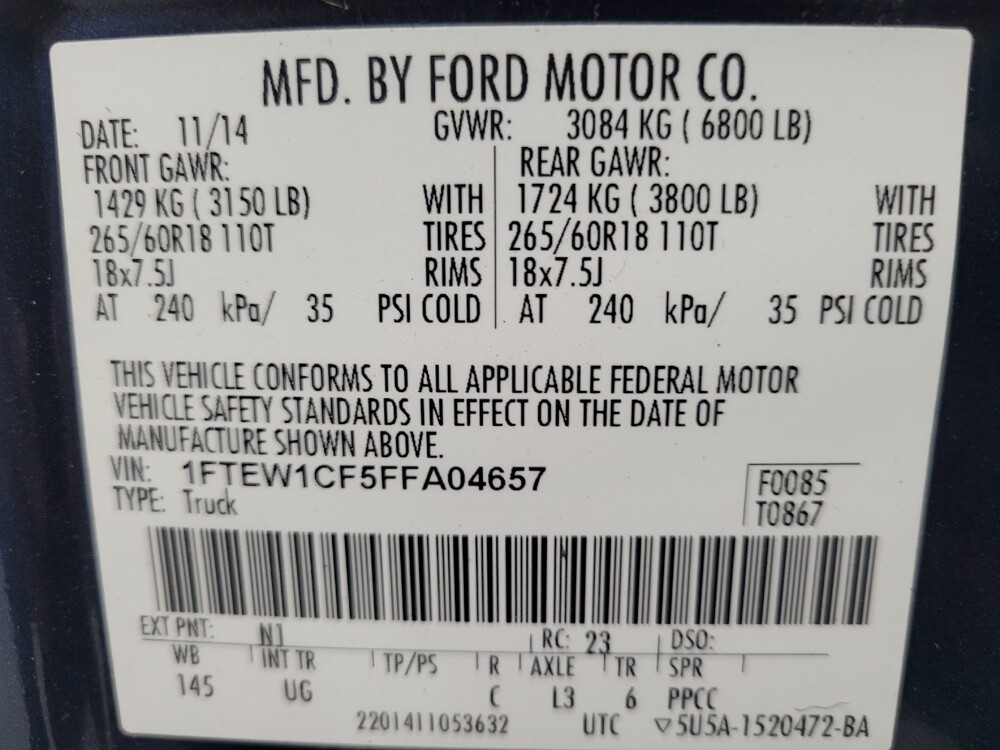 MFD. BY FORD MOTOR CO.
DATE: 11/14 GVWR: 3084 KG ( 6800 LB)
FRONT GAWR: REAR GAWR:
1429 KG ( 3150 LB) WITH 1724 KG ( 3800 LB) WITH
265/60R18 110T TIRES 265/60R18 110T TIRES
18x7.5J RIMS 18x7.5J RIMS
AT 240 kPa/ 35 PSI COLD AT 240 kPa/ 35 PSI COLD
THIS VEHICLE CONFORMS TO ALL APPLICABLE FEDERAL MOTOR
VEHICLE SAFETY STANDARDS IN EFFECT ON THE DATE OF
MANUFACTURE SHOWN ABOVE.
VIN: 1FTEW1CF5FFA04657 F0085
TYPE: Truck T0867
EXT PNT: N1 RC: 23 DSO:
WB INT TR TP/PS R AXLE TR SPR
145 UG C L3 6 PPCC
2201411053632 UTC ▽5U5A-1520472-BA